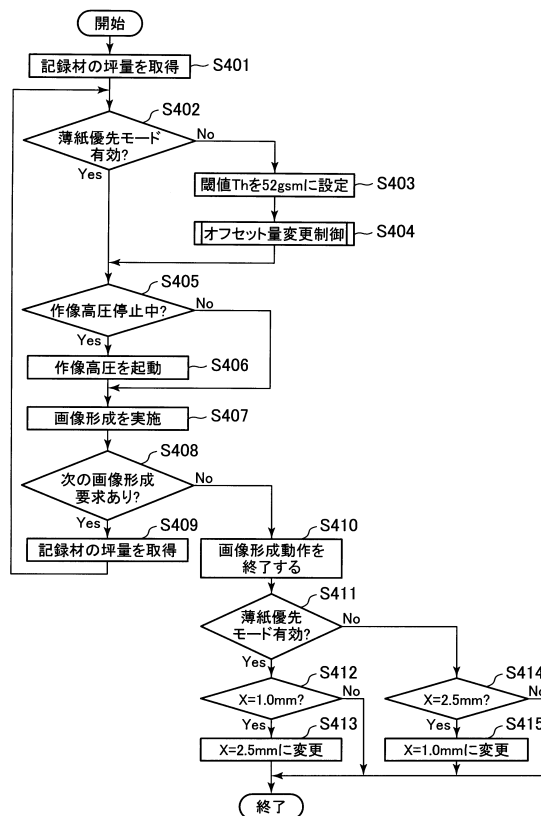 開始
記録材の坪量を取得
S401
S402
薄紙優先モード
有効?
No
Yes
閾値Thを52gsmに設定
S403
オフセット量変更制御
S404
S405
作像高圧停止中?
No
Yes
作像高圧を起動
S406
画像形成を実施
S407
S408
次の画像形成
要求あり?
No
Yes
S409
記録材の坪量を取得
S410
画像形成動作を
終了する
S411
薄紙優先
モード有効?
No
Yes
S412
X=1.0mm?
No
Yes
S413
X=2.5mmに変更
S414
X=2.5mm?
No
Yes
S415
X=1.0mmに変更
終了